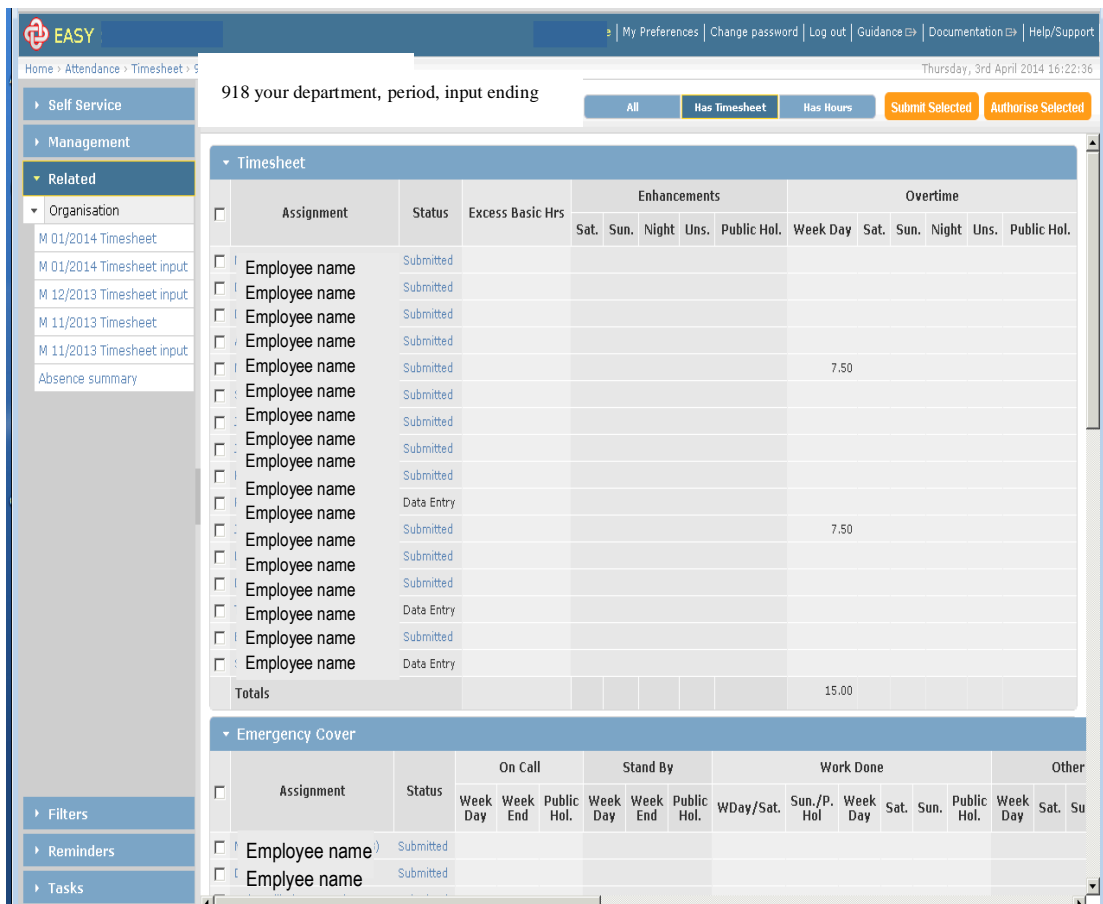 EASY
My Preferences | Change password | Log out | Guidance | Documentation | Help/Support
Home > Attendance > Timesheet > 9
Thursday, 3rd April 2014 16:22:36
918 your department, period, input ending
All Has Timesheet Has Hours Submit Selected Authorise Selected
Self Service
Management
Related
Organisation
M 01/2014 Timesheet
M 01/2014 Timesheet input
M 12/2013 Timesheet input
M 11/2013 Timesheet
M 11/2013 Timesheet input
Absence summary
Filters
Reminders
Tasks
Timesheet
Enhancements Overtime
Assignment Status Excess Basic Hrs
Sat. Sun. Night Uns. Public Hol. Week Day Sat. Sun. Night Uns. Public Hol.
Employee name Submitted
Employee name Submitted
Employee name Submitted
Employee name Submitted
Employee name Submitted 7.50
Employee name Submitted
Employee name Submitted
Employee name Submitted
Employee name Submitted
Employee name Data Entry
Employee name Submitted 7.50
Employee name Submitted
Employee name Submitted
Employee name Data Entry
Employee name Submitted
Employee name Data Entry
Employee name
Totals 15.00
Emergency Cover
On Call Stand By Work Done Other
Assignment Status
Week Day Week End Public Hol. Week Day Week End Public Hol. WDay/Sat. Sun./P. Hol Week Day Sat. Sun. Public Hol. Week Day Sat. Su
Employee name Submitted
Emplyee name Submitted